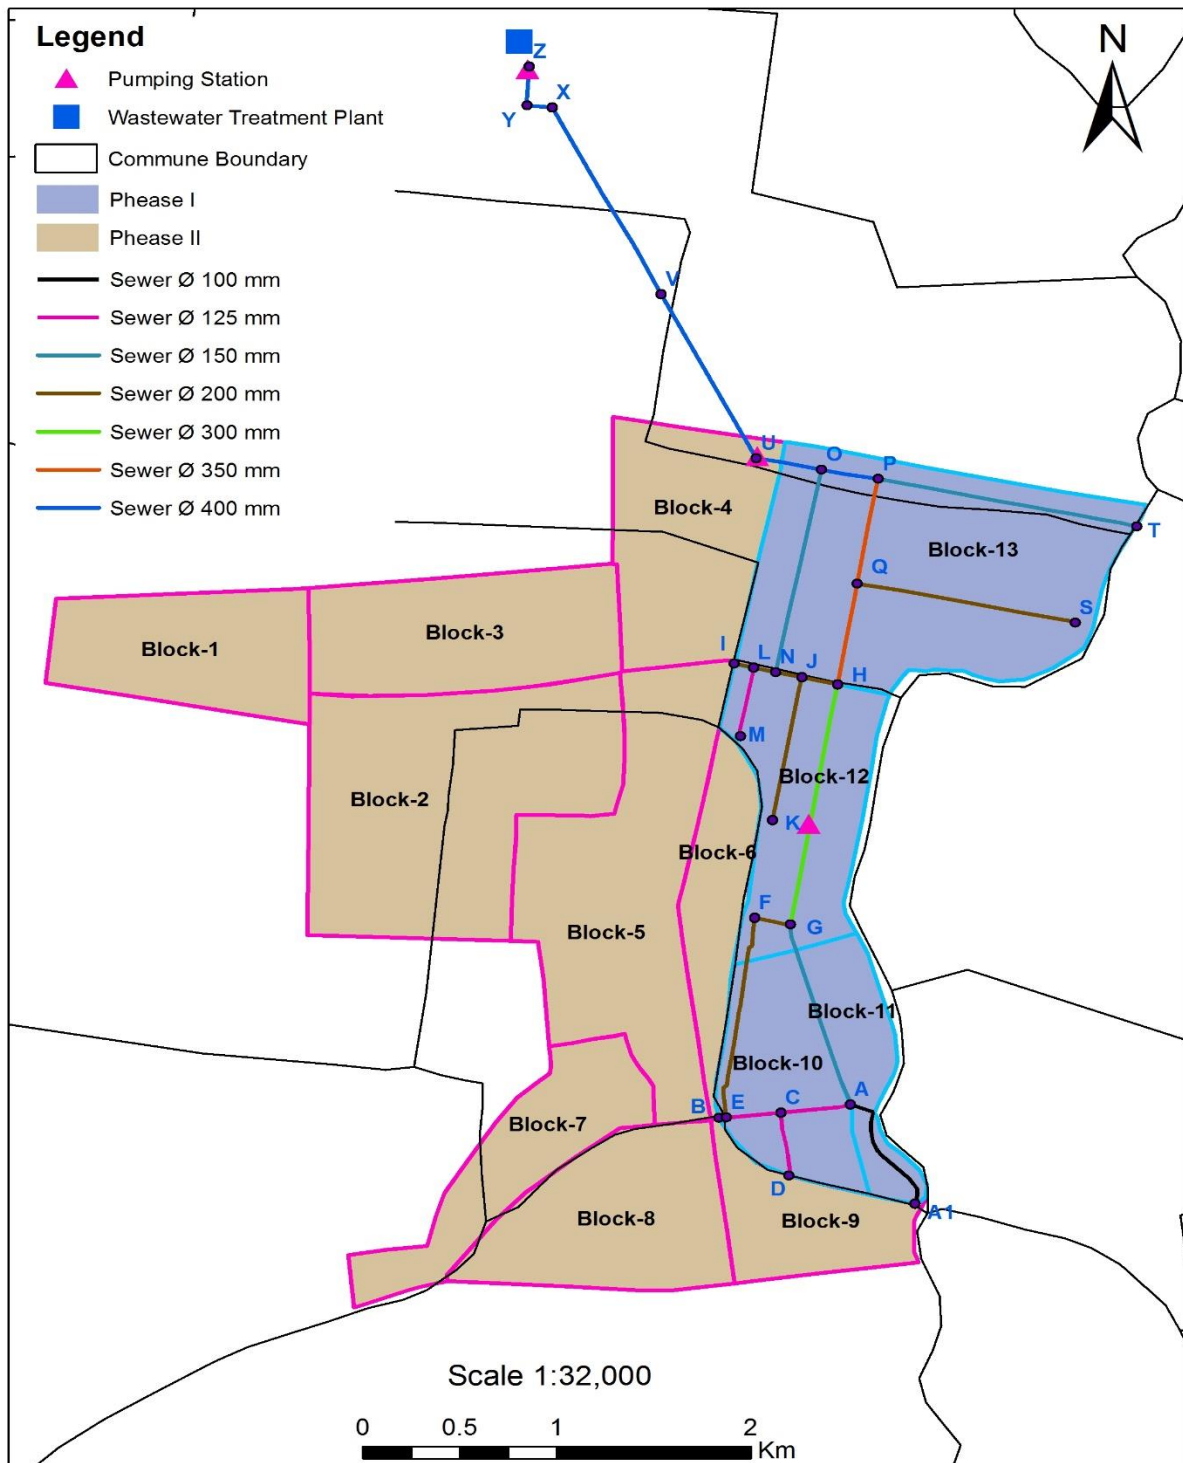 Legend
Pumping Station
Wastewater Treatment Plant
Commune Boundary
Phease I
Phease II
Sewer Ø 100 mm
Sewer Ø 125 mm
Sewer Ø 150 mm
Sewer Ø 200 mm
Sewer Ø 300 mm
Sewer Ø 350 mm
Sewer Ø 400 mm
N
Z
X
Y
V
U
O
P
T
Block-4
Block-13
Q
S
Block-1
Block-3
I
L
N
J
H
M
Block-12
Block-2
K
Block-6
F
G
Block-5
Block-11
Block-10
B
E
C
A
Block-7
D
A1
Block-8
Block-9
Scale 1:32,000
0 0.5 1 2
Km